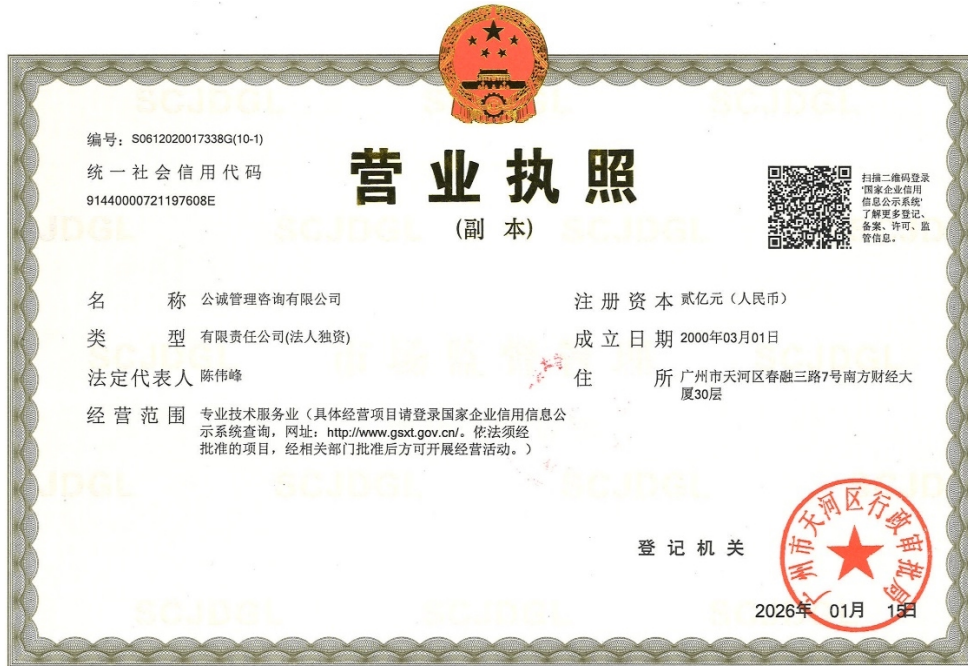 编号：S0612020017338G(10-1)
统一社会信用代码
91440000721197608E
营业执照
(副 本)
扫描二维码登录
‘国家企业信用
信息公示系统’
了解更多登记、
备案、许可、监
管信息。
名 称 公诚管理咨询有限公司
类 型 有限责任公司(法人独资)
法定代表人 陈伟峰
经营范围 专业技术服务业（具体经营项目请登录国家企业信用信息公
示系统查询，网址：http://www.gsxt.gov.cn/。依法须经
批准的项目，经相关部门批准后方可开展经营活动。）
注册资本 贰亿元（人民币）
成立日期 2000年03月01日
住 所 广州市天河区春融三路7号南方财经大
厦30层
登记机关
广州市天河区行政审批局
2026年 01月 15日
SCJDGL